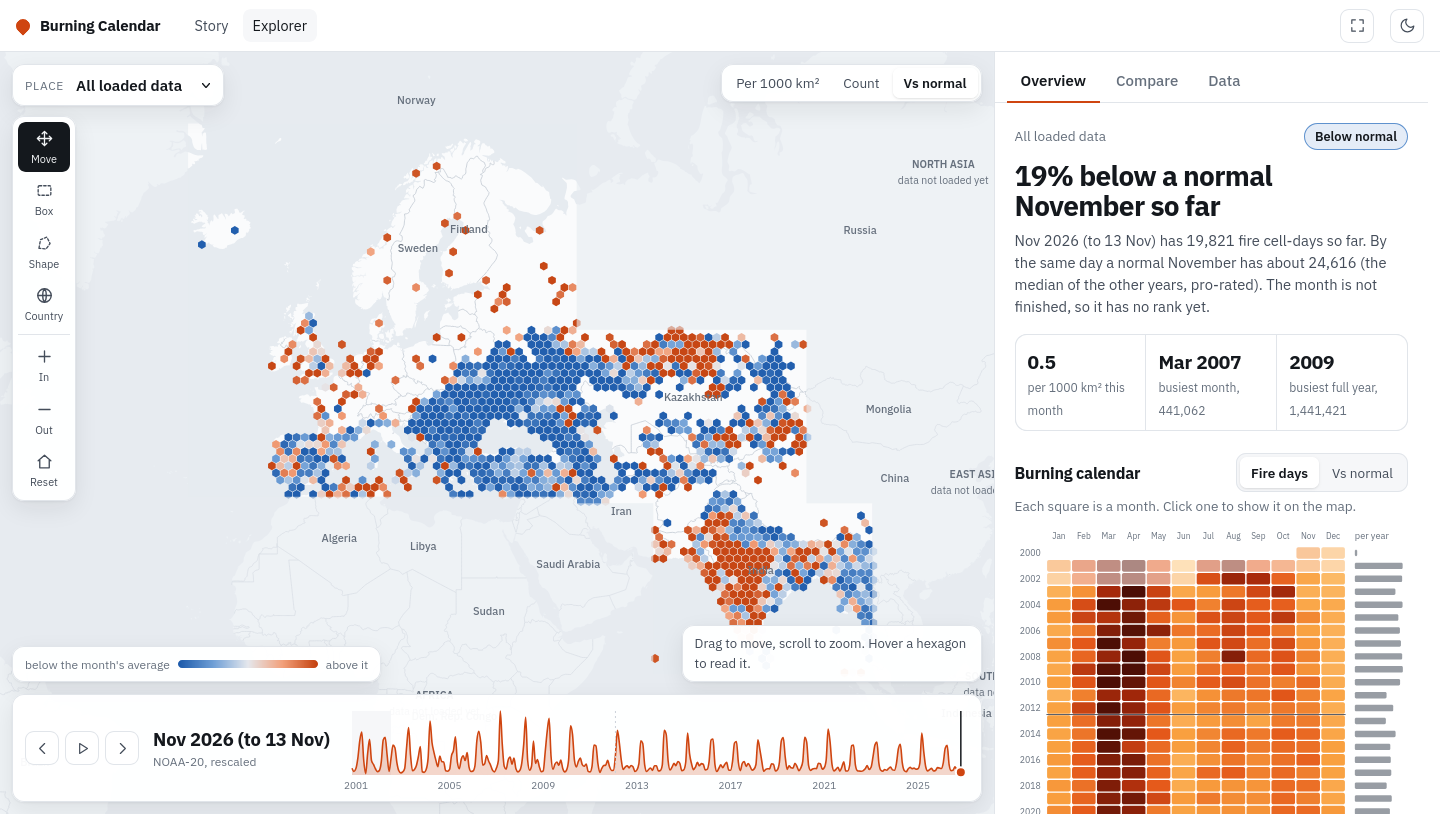 Burning Calendar
Story
Explorer
PLACE All loaded data
Per 1000 km²
Count
Vs normal
Move
Box
Shape
Country
In
Out
Reset
Norway
NORTH ASIA
data not loaded yet
Finland
Sweden
Russia
Kazakhstan
Mongolia
China
EAST ASI
data not loade
Iran
Algeria
Libya
Saudi Arabia
Sudan
below the month's average
above it
Drag to move, scroll to zoom. Hover a hexagon
to read it.
AFRICA
Nov 2026 (to 13 Nov)
NOAA-20, rescaled
2001
2005
2009
2013
2017
2021
2025
Overview
Compare
Data
All loaded data
Below normal
19% below a normal
November so far
Nov 2026 (to 13 Nov) has 19,821 fire cell-days so far. By
the same day a normal November has about 24,616 (the
median of the other years, pro-rated). The month is not
finished, so it has no rank yet.
0.5
per 1000 km² this
month
Mar 2007
busiest month,
441,062
2009
busiest full year,
1,441,421
Burning calendar
Fire days
Vs normal
Each square is a month. Click one to show it on the map.
Jan Feb Mar Apr May Jun Jul Aug Sep Oct Nov Dec per year
2000
2002
2004
2006
2008
2010
2012
2014
2016
2018
2020